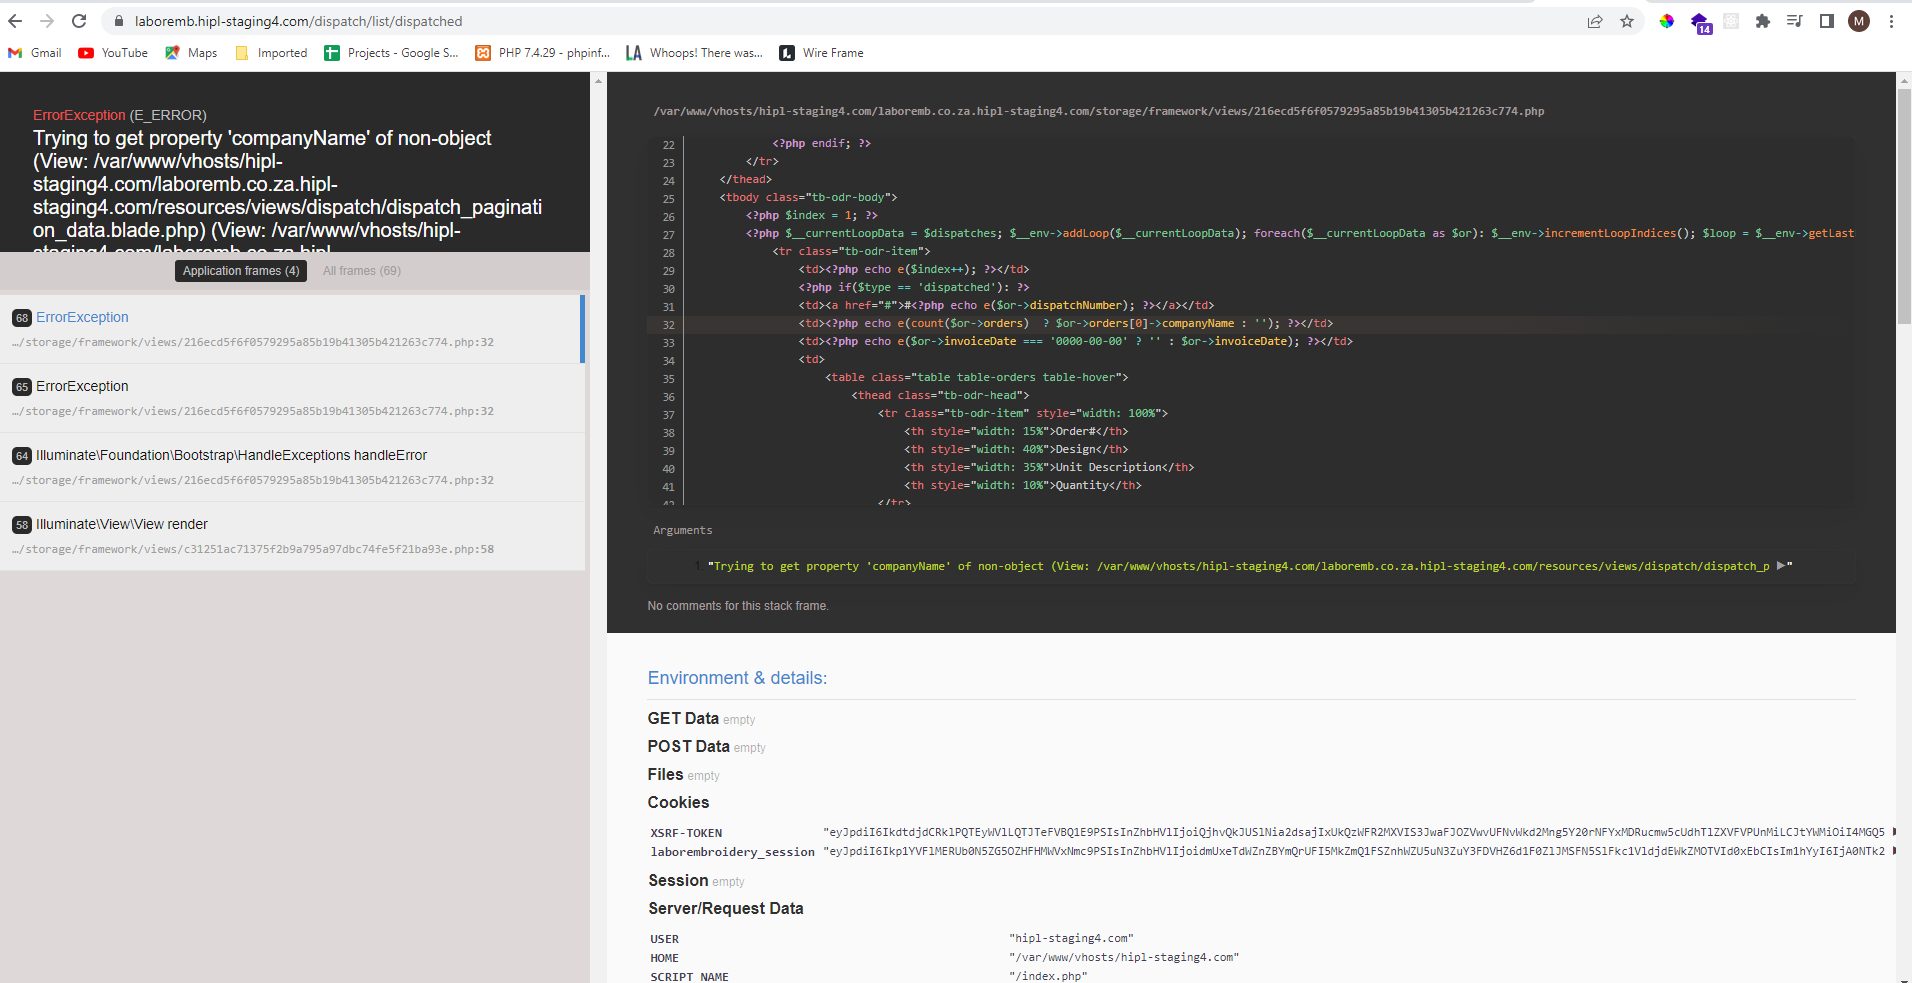 laboremb.hipl-staging4.com/dispatch/list/dispatched
14
M
Gmail YouTube Maps Imported Projects - Google S... PHP 7.4.29 - phpinf... LA Whoops! There was... Wire Frame
ErrorException (E_ERROR)
Trying to get property 'companyName' of non-object
(View: /var/www/vhosts/hipl-
staging4.com/laboremb.co.za.hipl-
staging4.com/resources/views/dispatch/dispatch_paginati
on_data.blade.php) (View: /var/www/vhosts/hipl-
staging4.com/laboremb.co.za.hipl-
Application frames (4) All frames (69)
68 ErrorException
…/storage/framework/views/216ecd5f6f0579295a85b19b41305b421263c774.php:32
65 ErrorException
…/storage/framework/views/216ecd5f6f0579295a85b19b41305b421263c774.php:32
64 Illuminate\Foundation\Bootstrap\HandleExceptions handleError
…/storage/framework/views/216ecd5f6f0579295a85b19b41305b421263c774.php:32
58 Illuminate\View\View render
…/storage/framework/views/c31251ac71375f2b9a795a97dbc74fe5f21ba93e.php:58
/var/www/vhosts/hipl-staging4.com/laboremb.co.za.hipl-staging4.com/storage/framework/views/216ecd5f6f0579295a85b19b41305b421263c774.php
22 <?php endif; ?>
23 </tr>
24 </thead>
25 <tbody class="tb-odr-body">
26 <?php $index = 1; ?>
27 <?php $__currentLoopData = $dispatches; $__env->addLoop($__currentLoopData); foreach($__currentLoopData as $or): $__env->incrementLoopIndices(); $loop = $__env->getLast
28 <tr class="tb-odr-item">
29 <td><?php echo e($index++); ?></td>
30 <?php if($type == 'dispatched'): ?>
31 <td><a href="#">#<?php echo e($or->dispatchNumber); ?></a></td>
32 <td><?php echo e(count($or->orders)  ? $or->orders[0]->companyName : ''); ?></td>
33 <td><?php echo e($or->invoiceDate === '0000-00-00' ? '' : $or->invoiceDate); ?></td>
34 <td>
35 <table class="table table-orders table-hover">
36 <thead class="tb-odr-head">
37 <tr class="tb-odr-item" style="width: 100%">
38 <th style="width: 15%">Order#</th>
39 <th style="width: 40%">Design</th>
40 <th style="width: 35%">Unit Description</th>
41 <th style="width: 10%">Quantity</th>
42 </tr>
Arguments
1 "Trying to get property 'companyName' of non-object (View: /var/www/vhosts/hipl-staging4.com/laboremb.co.za.hipl-staging4.com/resources/views/dispatch/dispatch_p ▶"
No comments for this stack frame.
Environment & details:
GET Data empty
POST Data empty
Files empty
Cookies
XSRF-TOKEN
laborembroidery_session
Session empty
Server/Request Data
USER "hipl-staging4.com"
HOME "/var/www/vhosts/hipl-staging4.com"
SCRIPT_NAME "/index.php"